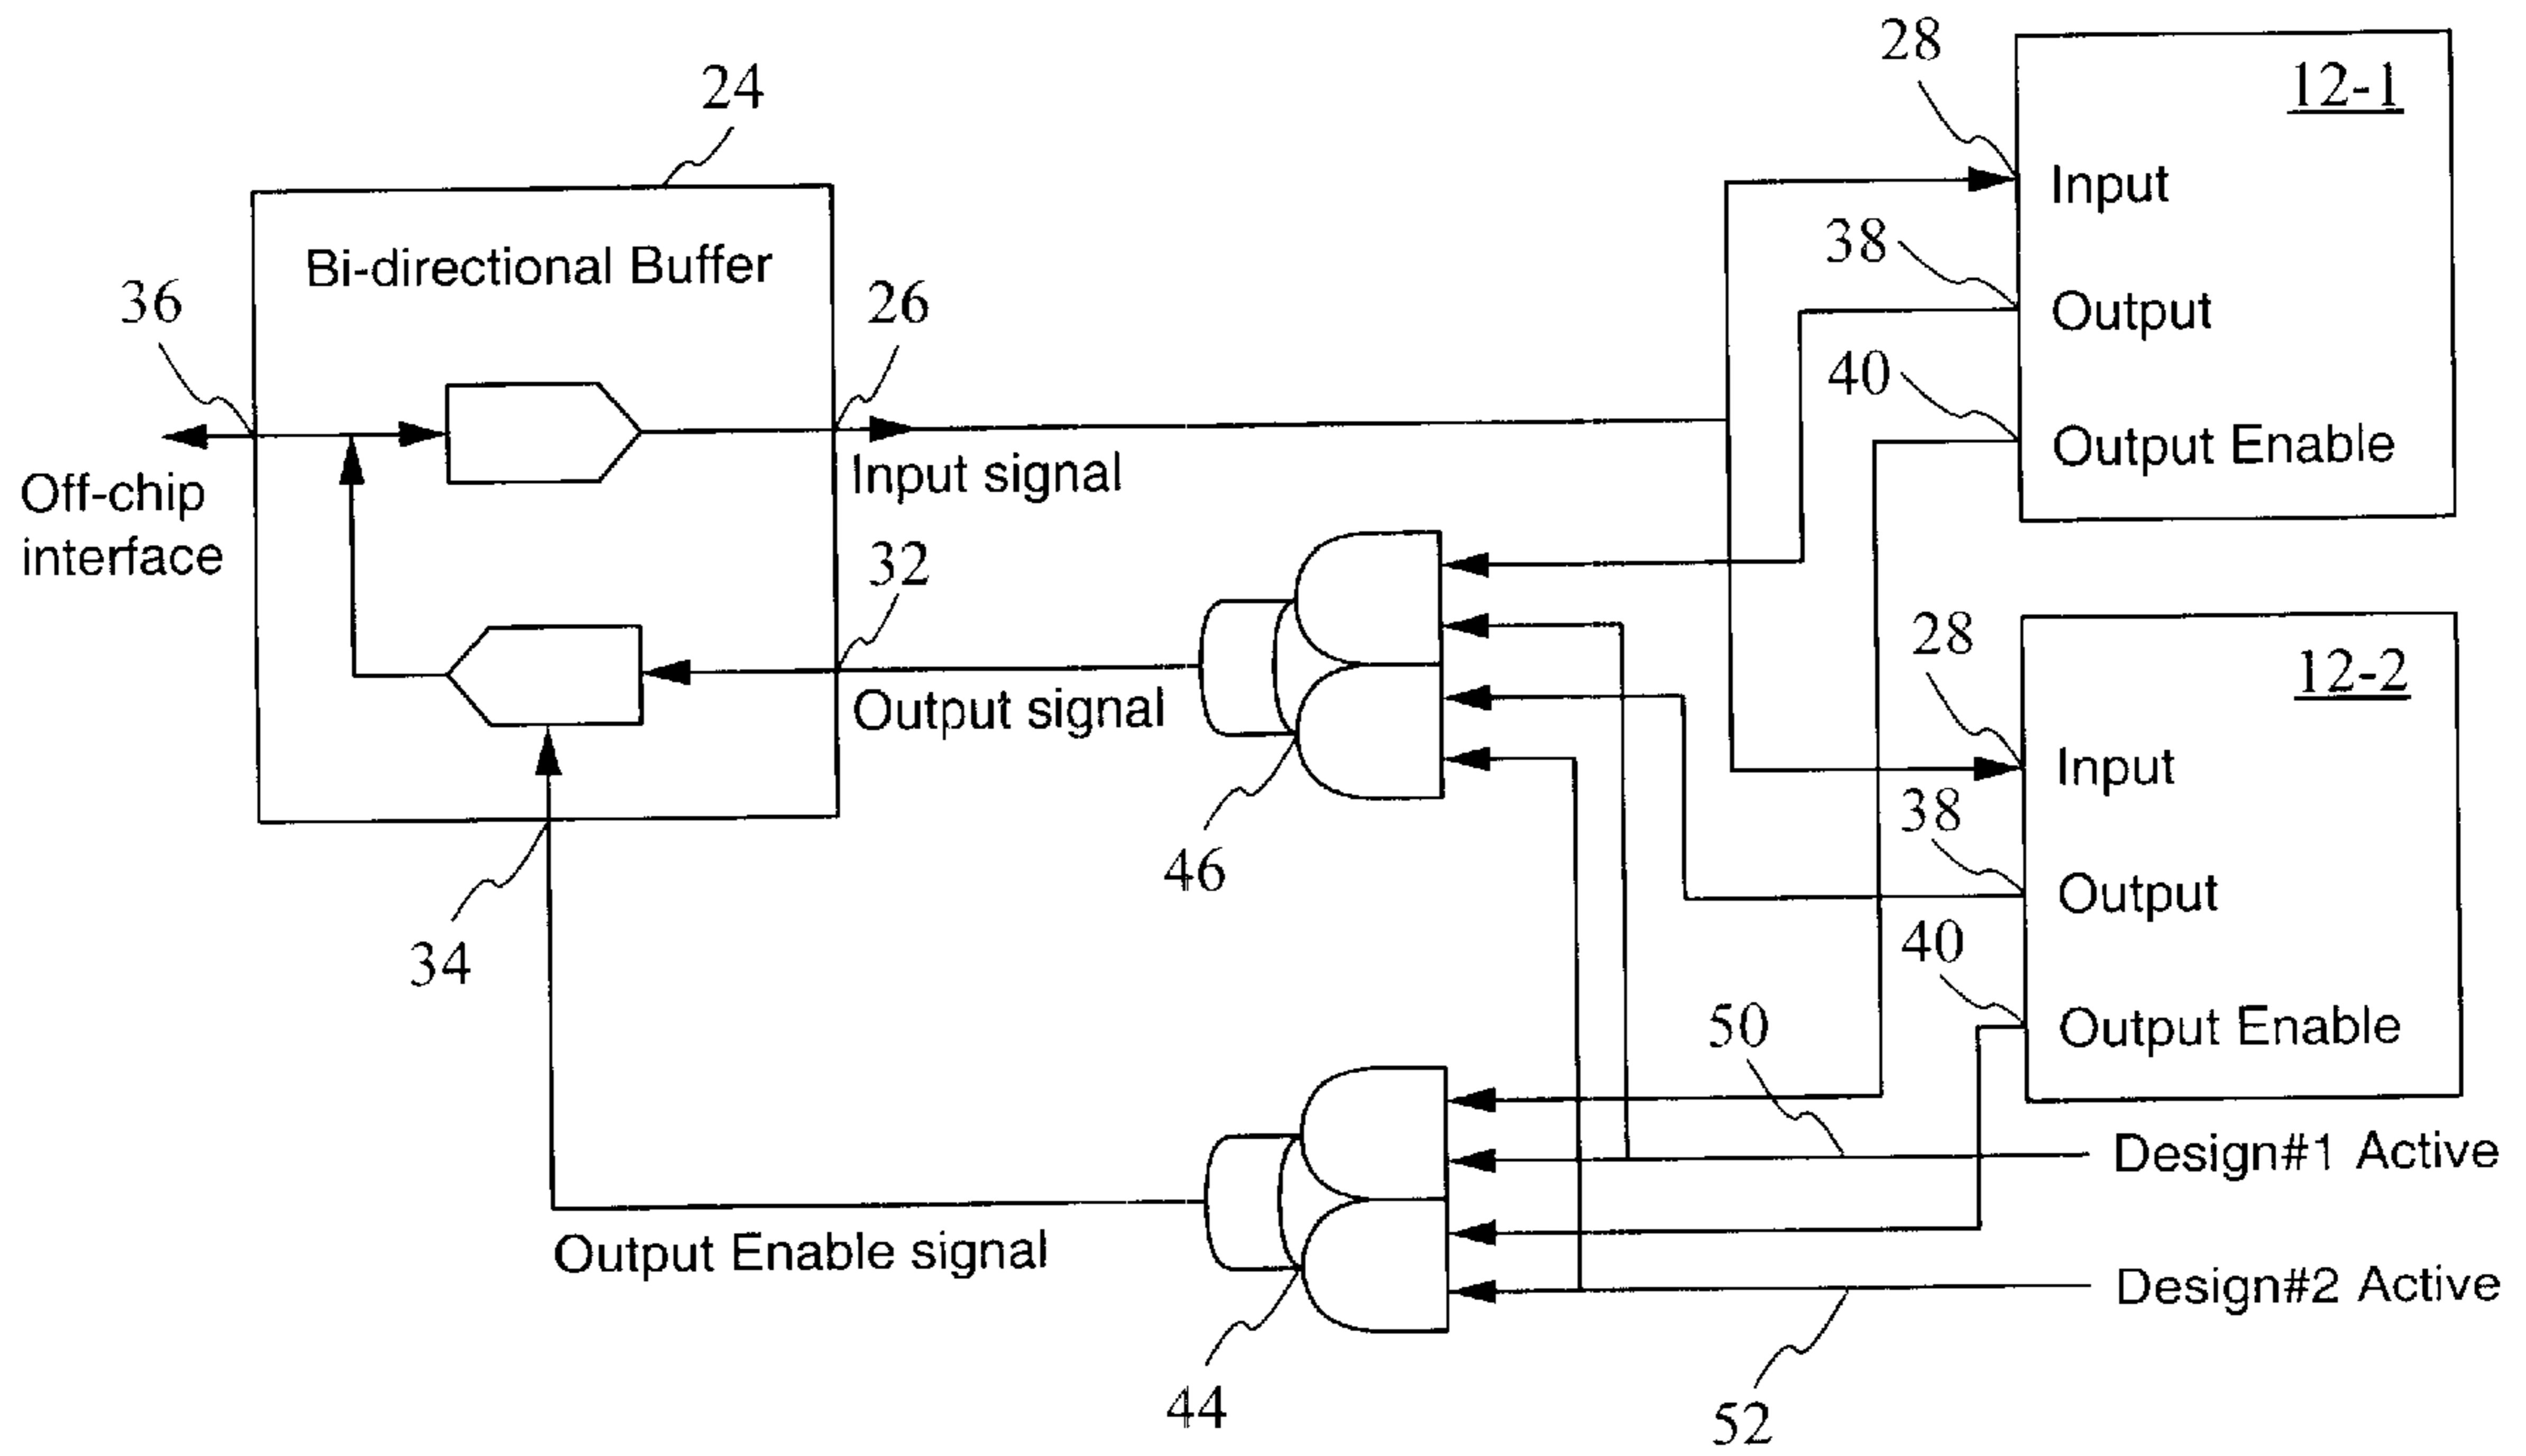 28
12-1
24
Input
38
Bi-directional Buffer
36
26
Output
40
Input signal
Output Enable
Off-chip
interface
32
28
12-2
Output signal
Input
38
46
Output
34
40
50
Output Enable
Design#1 Active
Output Enable signal
Design#2 Active
44
52